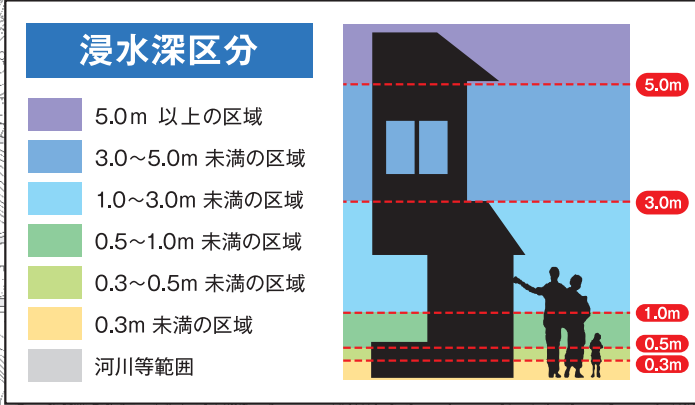 浸水深区分
5.0m 以上の区域
3.0～5.0m 未満の区域
1.0～3.0m 未満の区域
0.5～1.0m 未満の区域
0.3～0.5m 未満の区域
0.3m 未満の区域
河川等範囲
5.0m
3.0m
1.0m
0.5m
0.3m